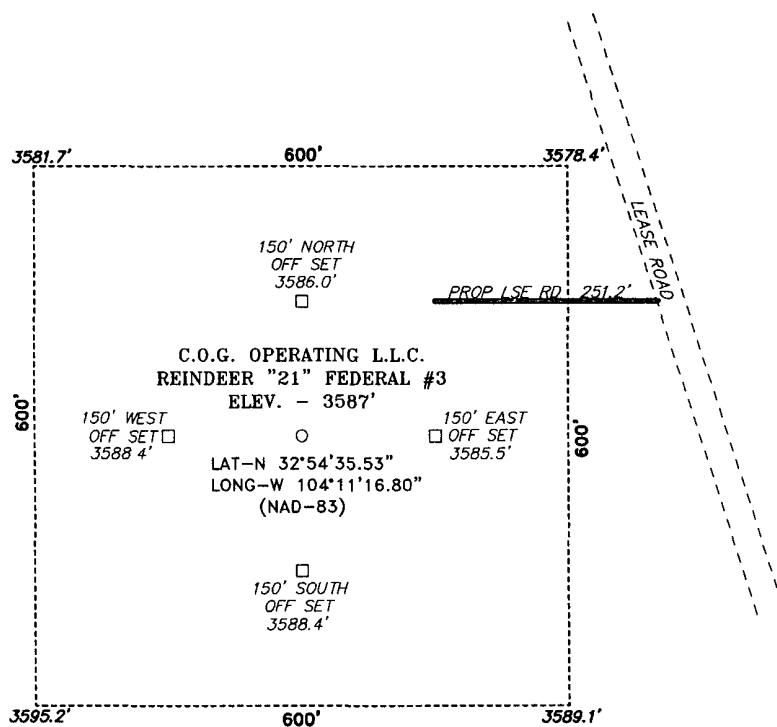 3581.7'
600'
3578.4'
LEASE ROAD
150' NORTH
OFF SET
3586.0'
PROP LSE RD 251.2'
C.O.G. OPERATING L.L.C.
REINDEER "21" FEDERAL #3
ELEV. - 3587'
600'
150' WEST
OFF SET
3588 4'
150' EAST
OFF SET
3585.5'
600'
LAT-N 32°54'35.53"
LONG-W 104°11'16.80"
(NAD-83)
150' SOUTH
OFF SET
3588.4'
3595.2'
600'
3589.1'